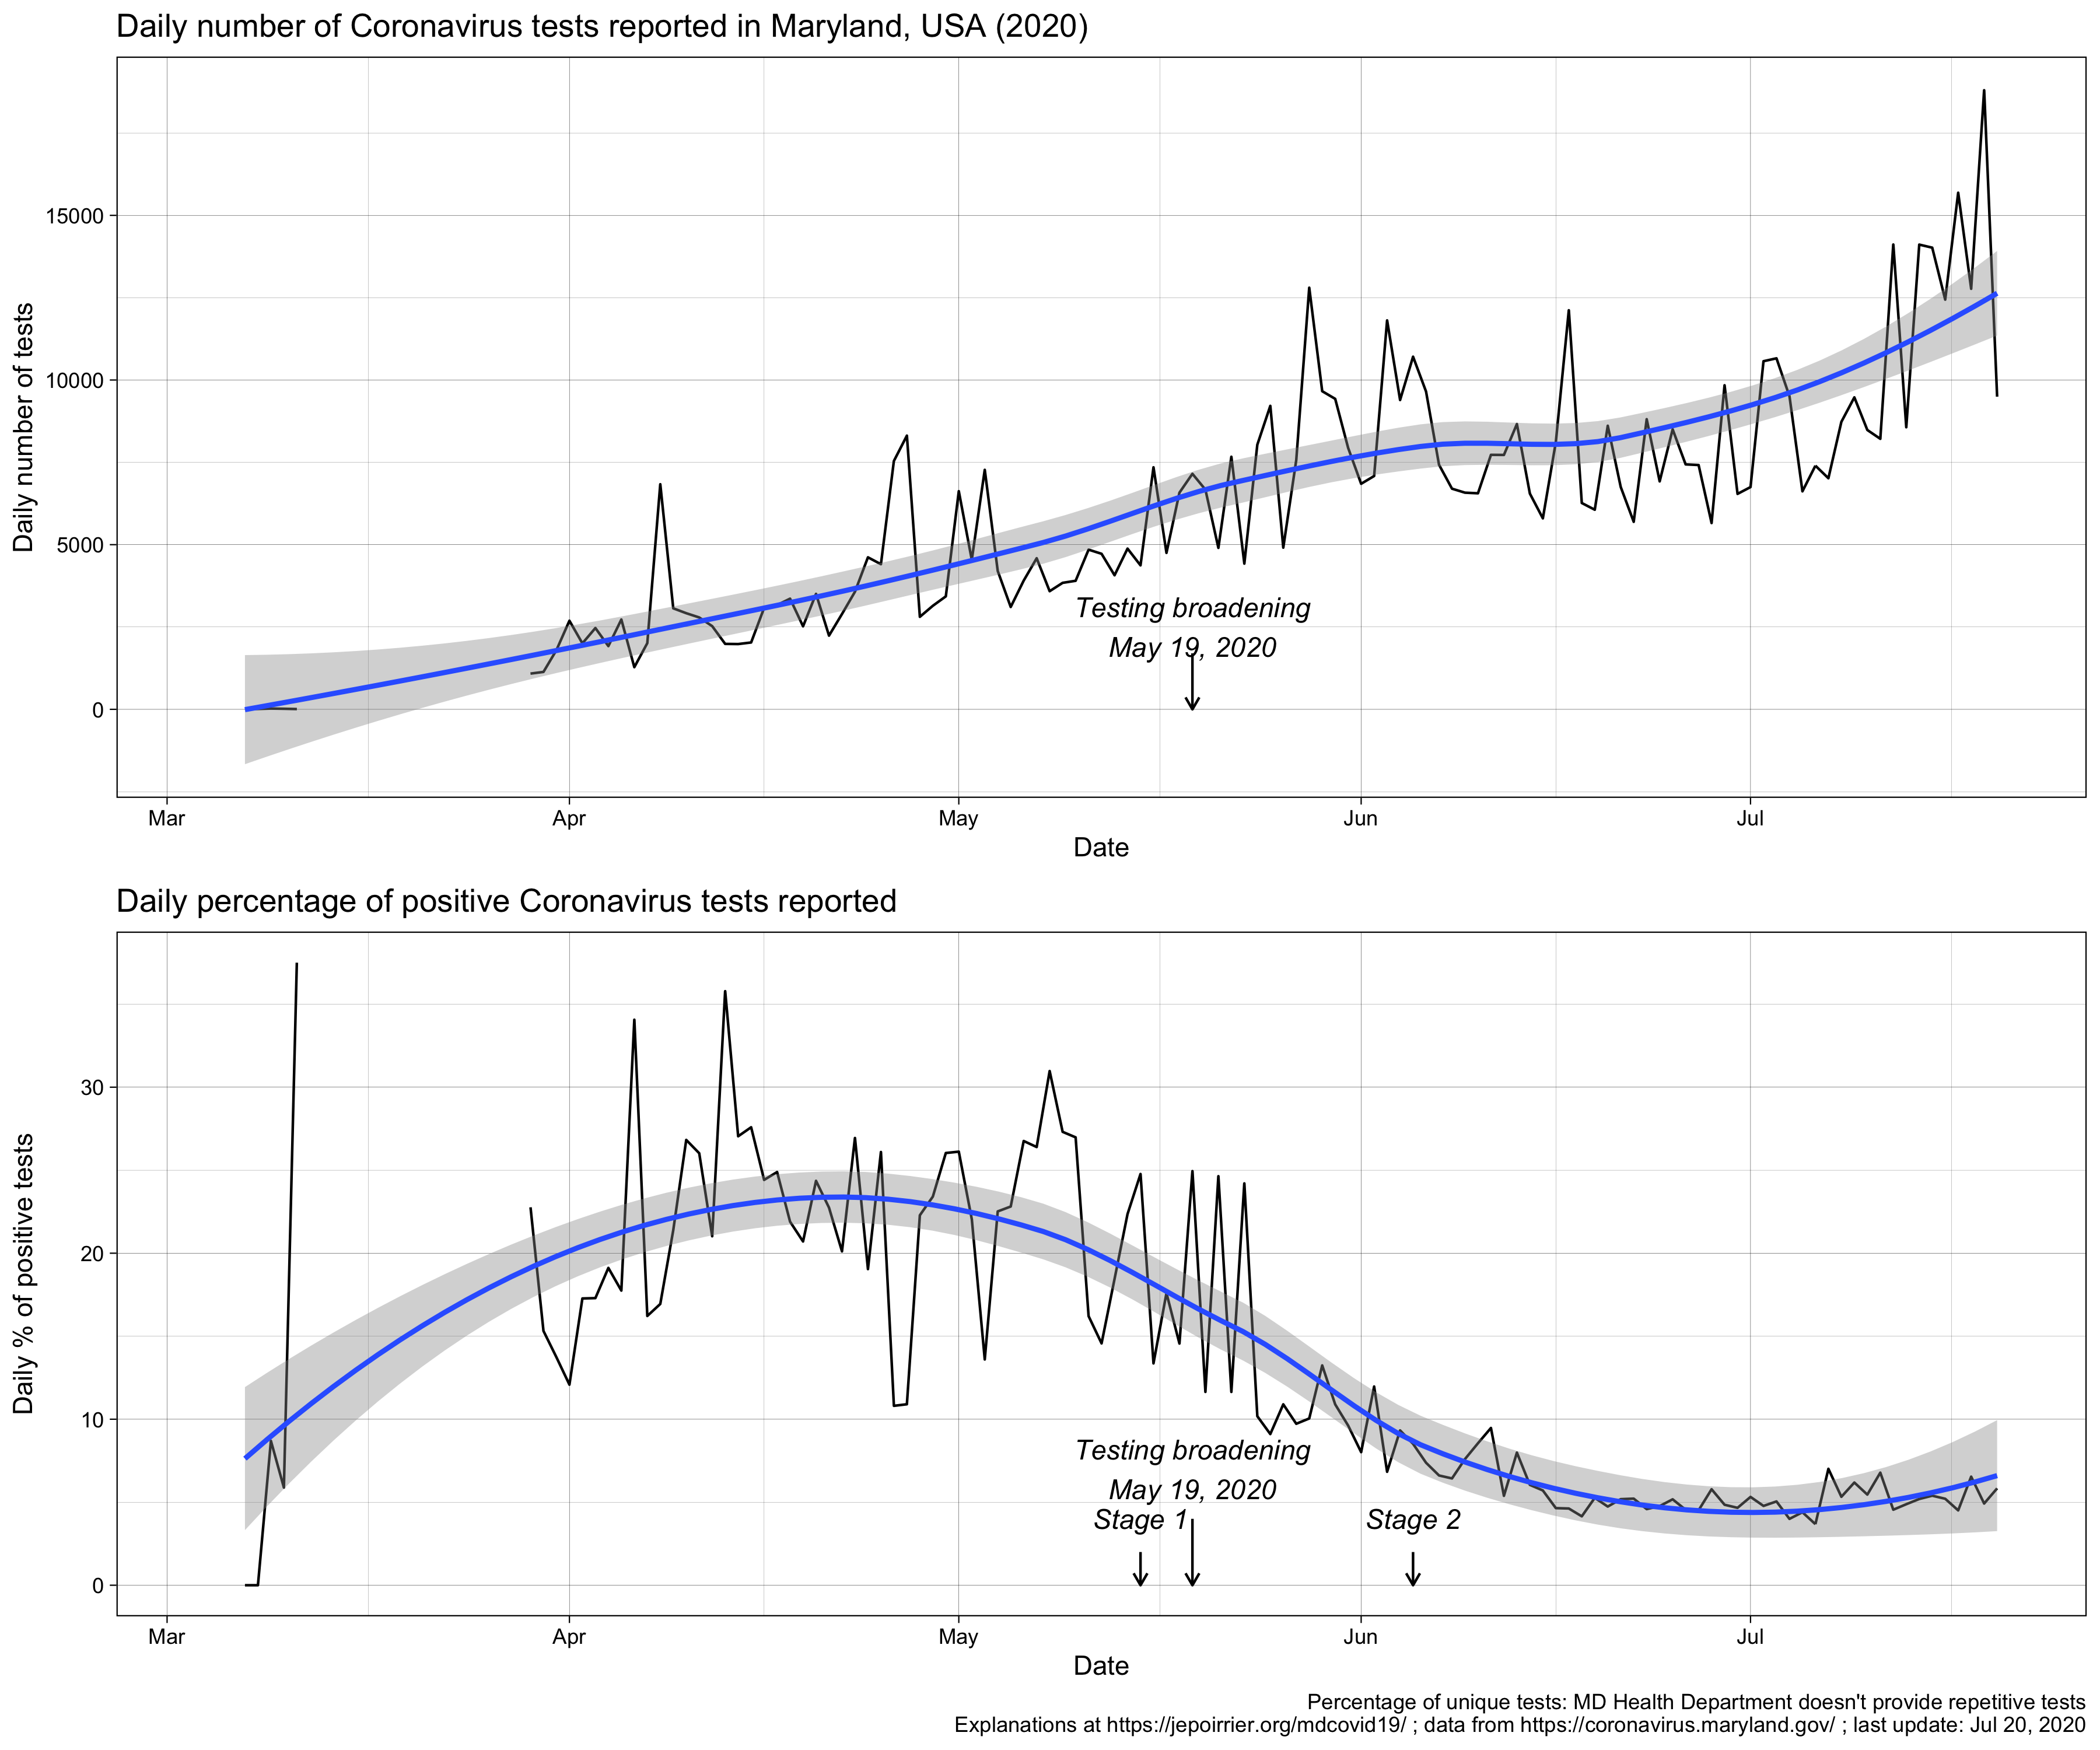 Daily number of Coronavirus tests reported in Maryland, USA (2020)
Daily number of tests
15000
10000
5000
0
Testing broadening
May 19, 2020
Mar Apr May Jun Jul
Date
Daily percentage of positive Coronavirus tests reported
Daily % of positive tests
30
20
10
0
Testing broadening
May 19, 2020
Stage 1 Stage 2
Mar Apr May Jun Jul
Date
Percentage of unique tests: MD Health Department doesn't provide repetitive tests
Explanations at https://jepoirrier.org/mdcovid19/ ; data from https://coronavirus.maryland.gov/ ; last update: Jul 20, 2020